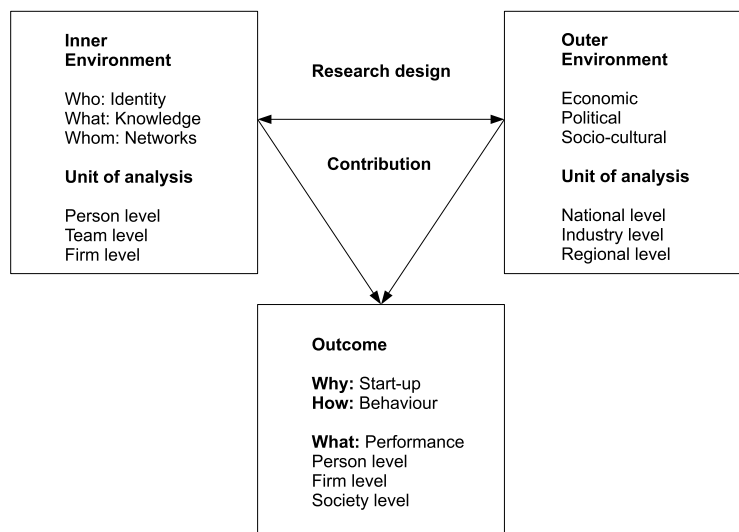 Inner
Environment
Who: Identity
What: Knowledge
Whom: Networks
Unit of analysis
Person level
Team level
Firm level
Research design
Contribution
Outer
Environment
Economic
Political
Socio-cultural
Unit of analysis
National level
Industry level
Regional level
Outcome
Why: Start-up
How: Behaviour
What: Performance
Person level
Firm level
Society level